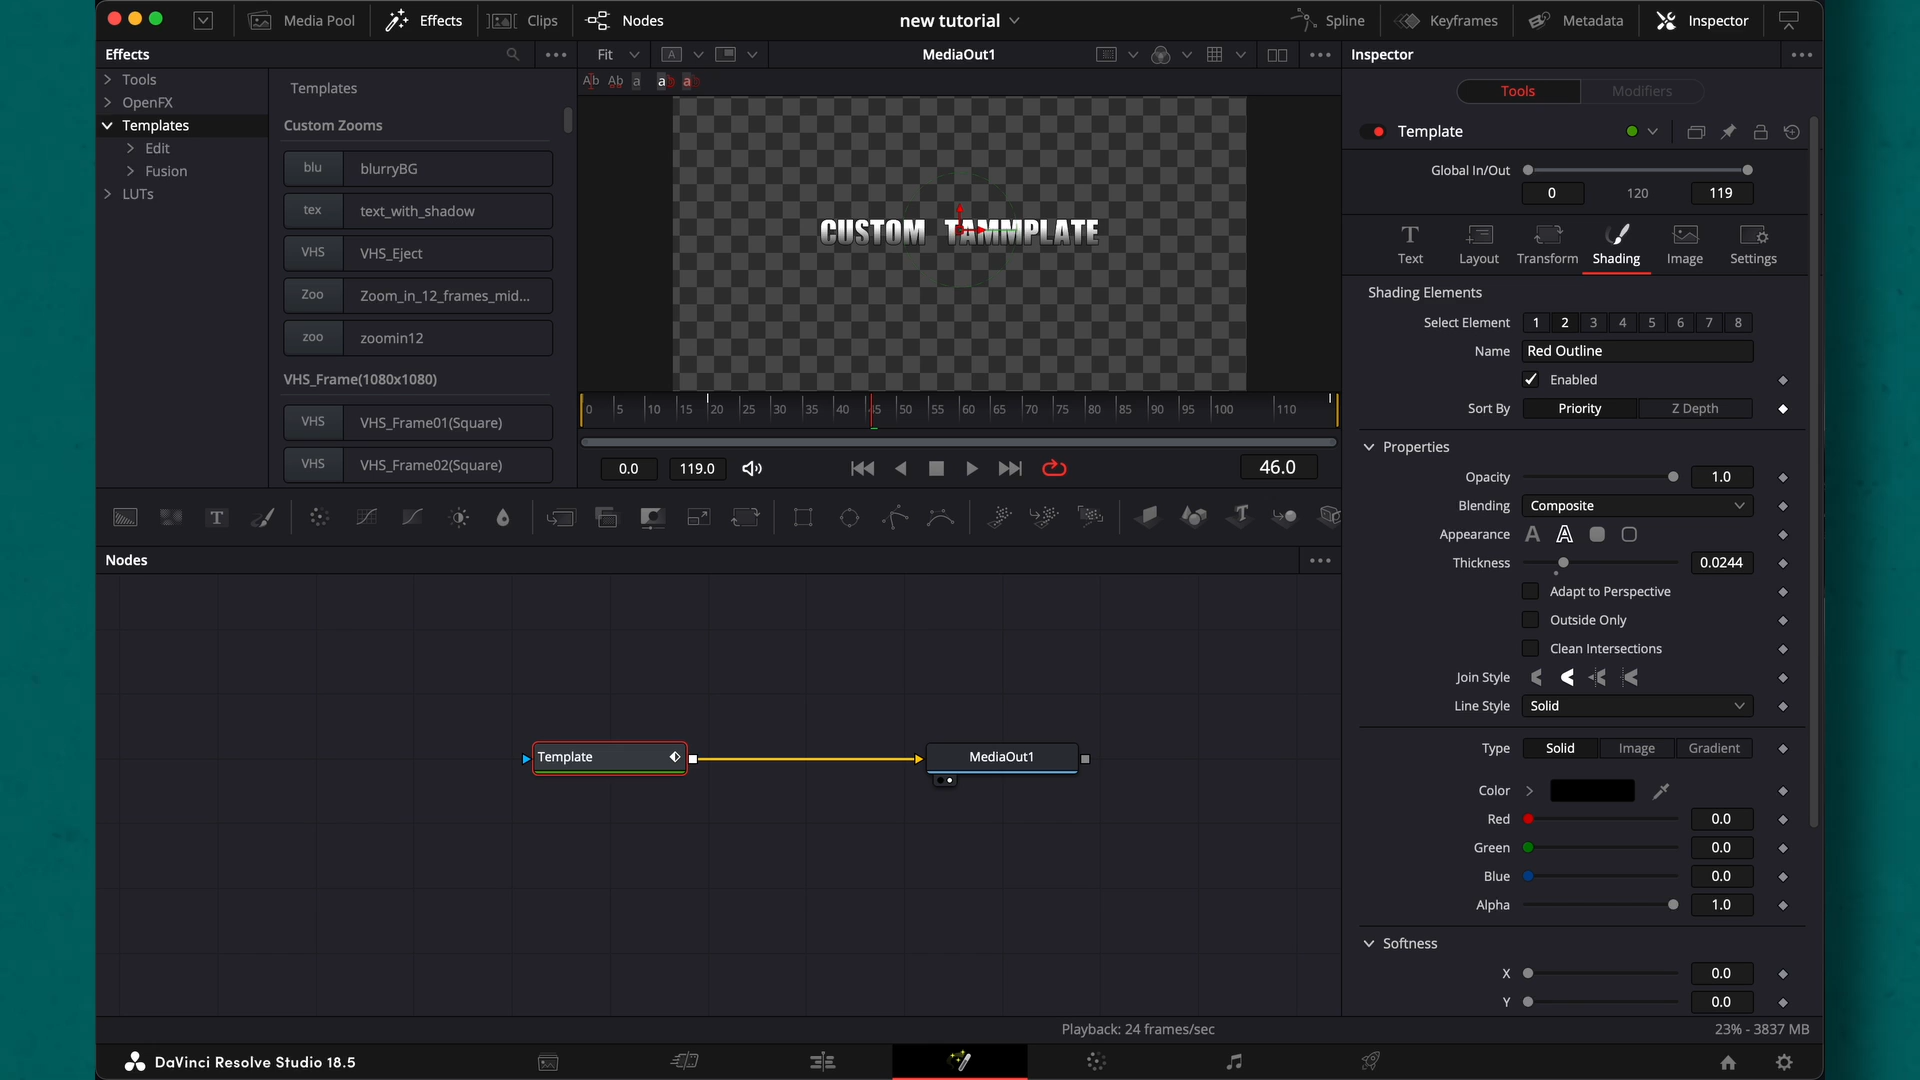 Media Pool
Effects
Clips
Nodes
new tutorial
Spline
Keyframes
Metadata
Inspector
Effects
Fit
A
MediaOut1
Inspector
Tools
OpenFX
Templates
Edit
Fusion
LUTs
Templates
Custom Zooms
blu blurryBG
tex text_with_shadow
VHS VHS_Eject
Zoo Zoom_in_12_frames_mid...
zoo zoomin12
VHS_Frame(1080x1080)
VHS VHS_Frame01(Square)
VHS VHS_Frame02(Square)
Ab Ab a a a
CUSTOM TAMMPLATE
0 5 10 15 20 25 30 35 40 45 50 55 60 65 70 75 80 85 90 95 100 110
0.0 119.0 46.0
Nodes
Template
MediaOut1
Tools Modifiers
Template
Global In/Out
0 120 119
Text Layout Transform Shading Image Settings
Shading Elements
Select Element 1 2 3 4 5 6 7 8
Name Red Outline
Enabled
Sort By Priority Z Depth
Properties
Opacity 1.0
Blending Composite
Appearance A A
Thickness 0.0244
Adapt to Perspective
Outside Only
Clean Intersections
Join Style
Line Style Solid
Type Solid Image Gradient
Color
Red 0.0
Green 0.0
Blue 0.0
Alpha 1.0
Softness
X 0.0
Y 0.0
Playback: 24 frames/sec
23% - 3837 MB
DaVinci Resolve Studio 18.5